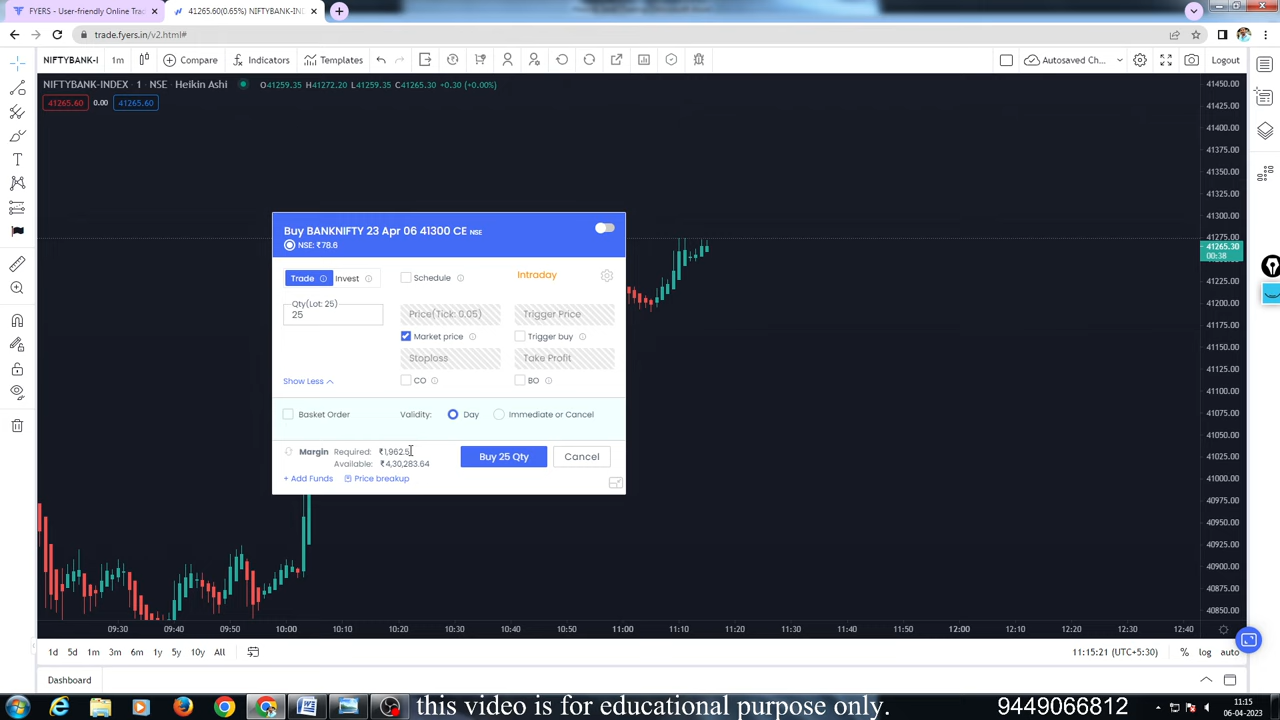 FYERS - User-friendly Online Trad
41265.60(0.65%) NIFTYBANK-IND
trade.fyers.in/v2.html#
NIFTYBANK-I
1m
Compare
Indicators
Templates
Autosaved Ch...
Logout
NIFTYBANK-INDEX 1 NSE Heikin Ashi
O41259.35 H41272.20 L41259.35 C41265.30 +0.30 (+0.00%)
41265.60 0.00 41265.60
41450.00
41425.00
41400.00
41375.00
41350.00
41325.00
41300.00
41275.00
41265.30
00:38
41225.00
41200.00
41175.00
41150.00
41125.00
41100.00
41075.00
41050.00
41025.00
41000.00
40975.00
40950.00
40925.00
40900.00
40875.00
40850.00
Buy BANKNIFTY 23 Apr 06 41300 CE NSE
NSE: ₹78.6
Trade
Invest
Schedule
Intraday
Qty(Lot: 25)
25
Price(Tick: 0.05)
Trigger Price
Market price
Trigger buy
Stoploss
Take Profit
Show Less
CO
BO
Basket Order
Validity:
Day
Immediate or Cancel
Margin Required: ₹1,962.5
Available: ₹4,30,283.64
Buy 25 Qty
Cancel
+ Add Funds
Price breakup
09:30 09:40 09:50 10:00 10:10 10:20 10:30 10:40 10:50 11:00 11:10 11:20 11:30 11:40 11:50 12:00 12:10 12:20 12:30 12:40
1d 5d 1m 3m 6m 1y 5y 10y All
11:15:21 (UTC+5:30) % log auto
Dashboard
this video is for educational purpose only.
9449066812
11:15
06-04-2023